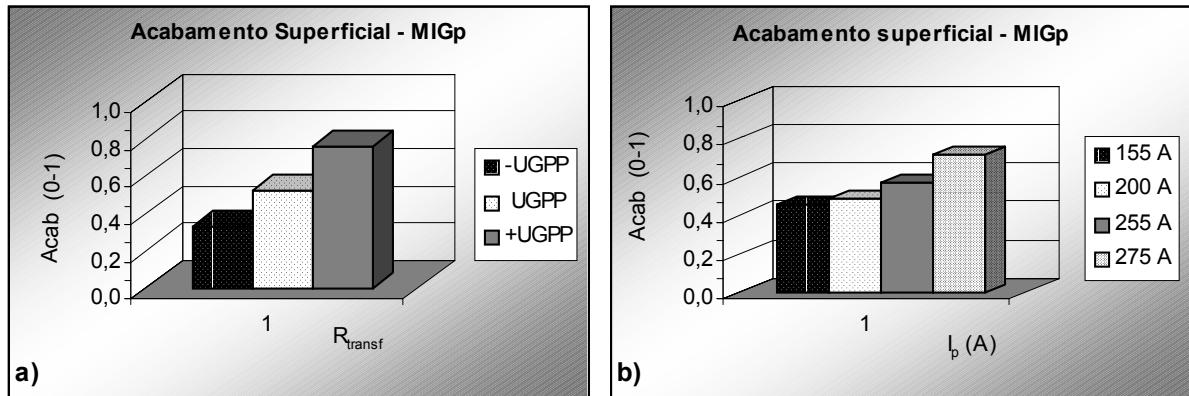 Acabamento Superficial - MIGp
1,0
0,8
0,6
0,4
0,2
0,0
Acab (0-1)
1
R transf
-UGPP
UGPP
+UGPP
a)
Acabamento superficial - MIGp
1,0
0,8
0,6
0,4
0,2
0,0
Acab (0-1)
1
Ip (A)
155 A
200 A
255 A
275 A
b)